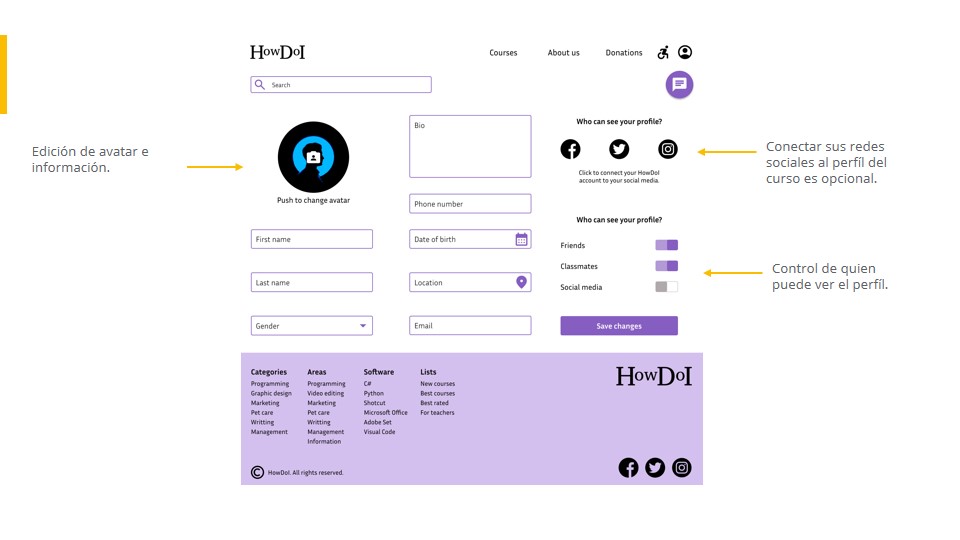 HowDoI
Courses
About us
Donations
Search
Edición de avatar e
información.
Push to change avatar
First name
Last name
Gender
Bio
Phone number
Date of birth
Location
Email
Who can see your profile?
Click to connect your HowDoI
account to your social media.
Who can see your profile?
Friends
Classmates
Social media
Save changes
Conectar sus redes
sociales al perfíl del
curso es opcional.
Control de quien
puede ver el perfíl.
Categories
Programming
Graphic design
Marketing
Pet care
Writting
Management
Areas
Programming
Video editing
Marketing
Pet care
Writting
Management
Information
Software
C#
Python
Shotcut
Microsoft Office
Adobe Set
Visual Code
Lists
New courses
Best courses
Best rated
For teachers
HowDoI
© HowDoI. All rights reserved.